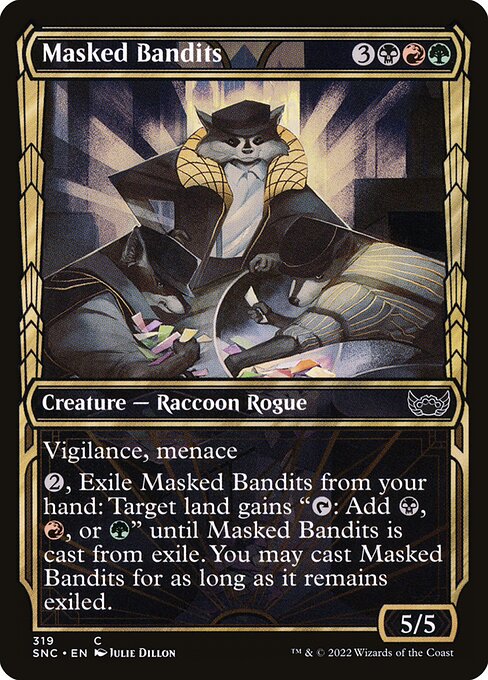 Masked Bandits 3
Creature — Raccoon Rogue
Vigilance, menace
2, Exile Masked Bandits from your
hand: Target land gains “: Add ,
, or ” until Masked Bandits is
cast from exile. You may cast Masked
Bandits for as long as it remains
exiled.
5/5
319 C
SNC • EN Julie Dillon ™ & © 2022 Wizards of the Coast